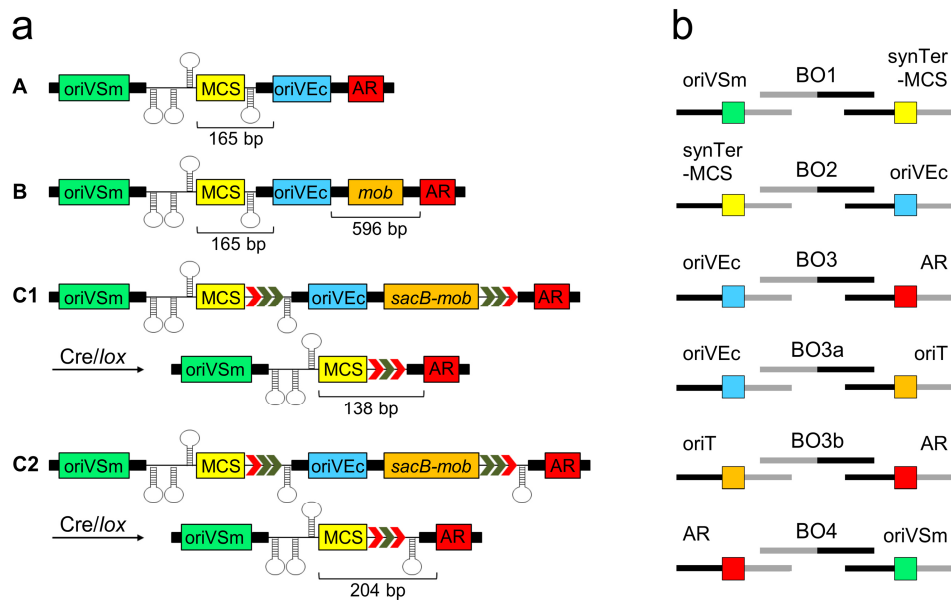 a
A
oriVSm
MCS
oriVEc
AR
165 bp
B
oriVSm
MCS
oriVEc
mob
AR
165 bp
596 bp
C1
oriVSm
MCS
oriVEc
sacB-mob
AR
Cre/lox
oriVSm
MCS
AR
138 bp
C2
oriVSm
MCS
oriVEc
sacB-mob
AR
Cre/lox
oriVSm
MCS
AR
204 bp
b
oriVSm
BO1
synTer
-MCS
synTer
-MCS
BO2
oriVEc
oriVEc
BO3
AR
oriVEc
BO3a
oriT
oriT
BO3b
AR
AR
BO4
oriVSm